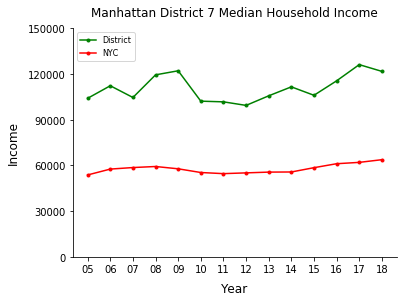 Manhattan District 7 Median Household Income
150000
120000
90000
60000
30000
0
Income
District
NYC
05 06 07 08 09 10 11 12 13 14 15 16 17 18
Year